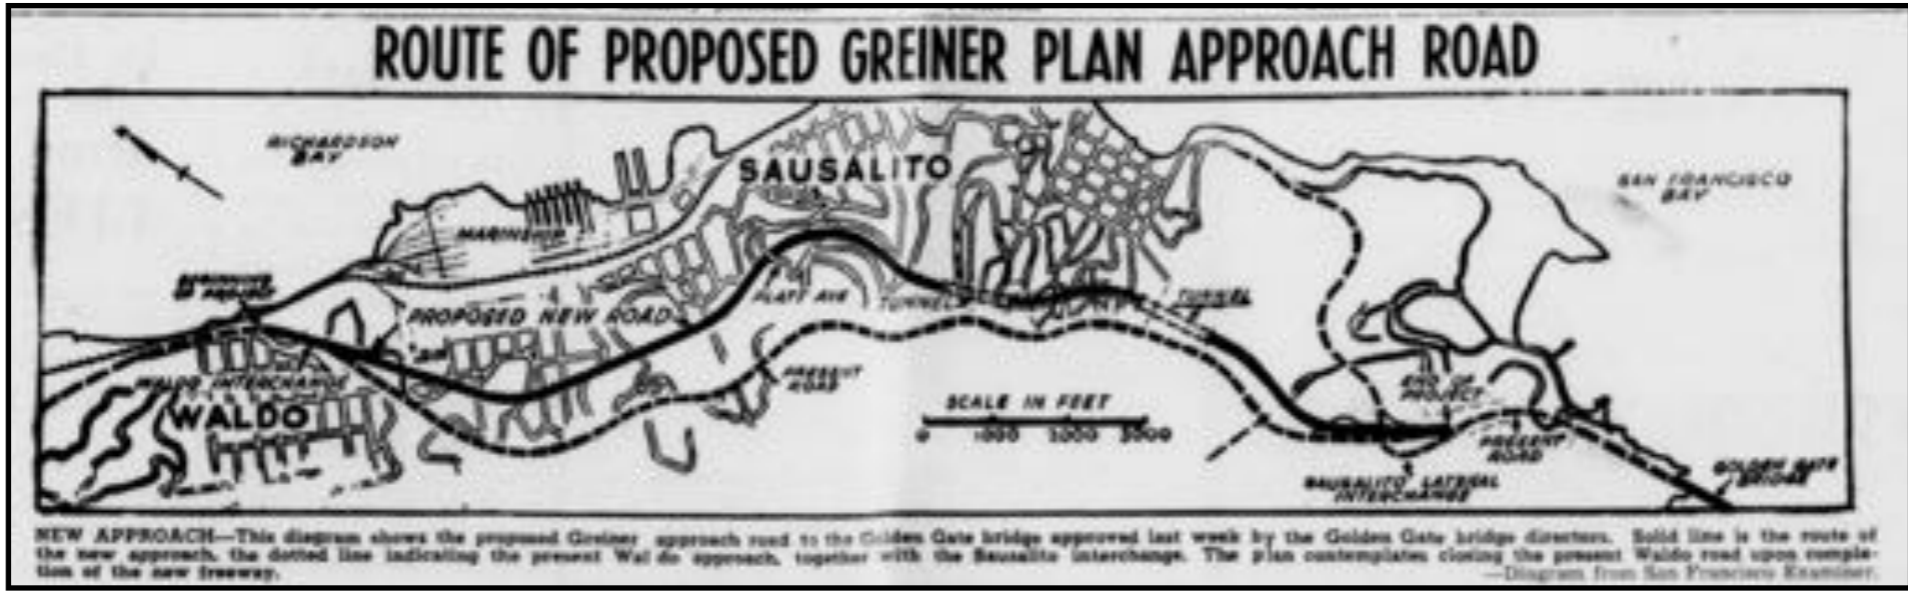 ROUTE OF PROPOSED GREINER PLAN APPROACH ROAD
RICHARDSON
BAY
SAUSALITO
SAN FRANCISCO
BAY
MARINSHIP
BEGINNING
OF PROJECT
PROPOSED NEW ROAD
PLATT AVE
TUNNEL
TUNNEL
WALDO INTERCHANGE
WALDO
PRESENT
ROAD
SCALE IN FEET
0 1000 2000 3000
END OF
PROJECT
PRESENT
ROAD
SAUSALITO LATERAL
INTERCHANGE
GOLDEN GATE
BRIDGE
NEW APPROACH—This diagram shows the proposed Greiner approach road to the Golden Gate bridge approved last week by the Golden Gate bridge directors. Solid line is the route of
the new approach, the dotted line indicating the present Waldo approach, together with the Sausalito interchange. The plan contemplates closing the present Waldo road upon comple-
tion of the new freeway.
—Diagram from San Francisco Examiner.